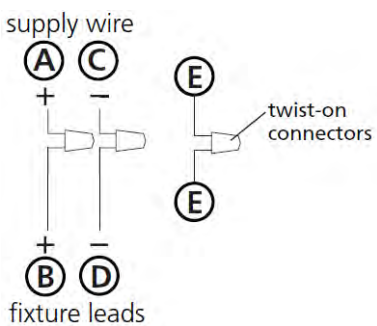 supply wire
A C E
+ −
twist-on
connectors
E
+ −
B D
fixture leads